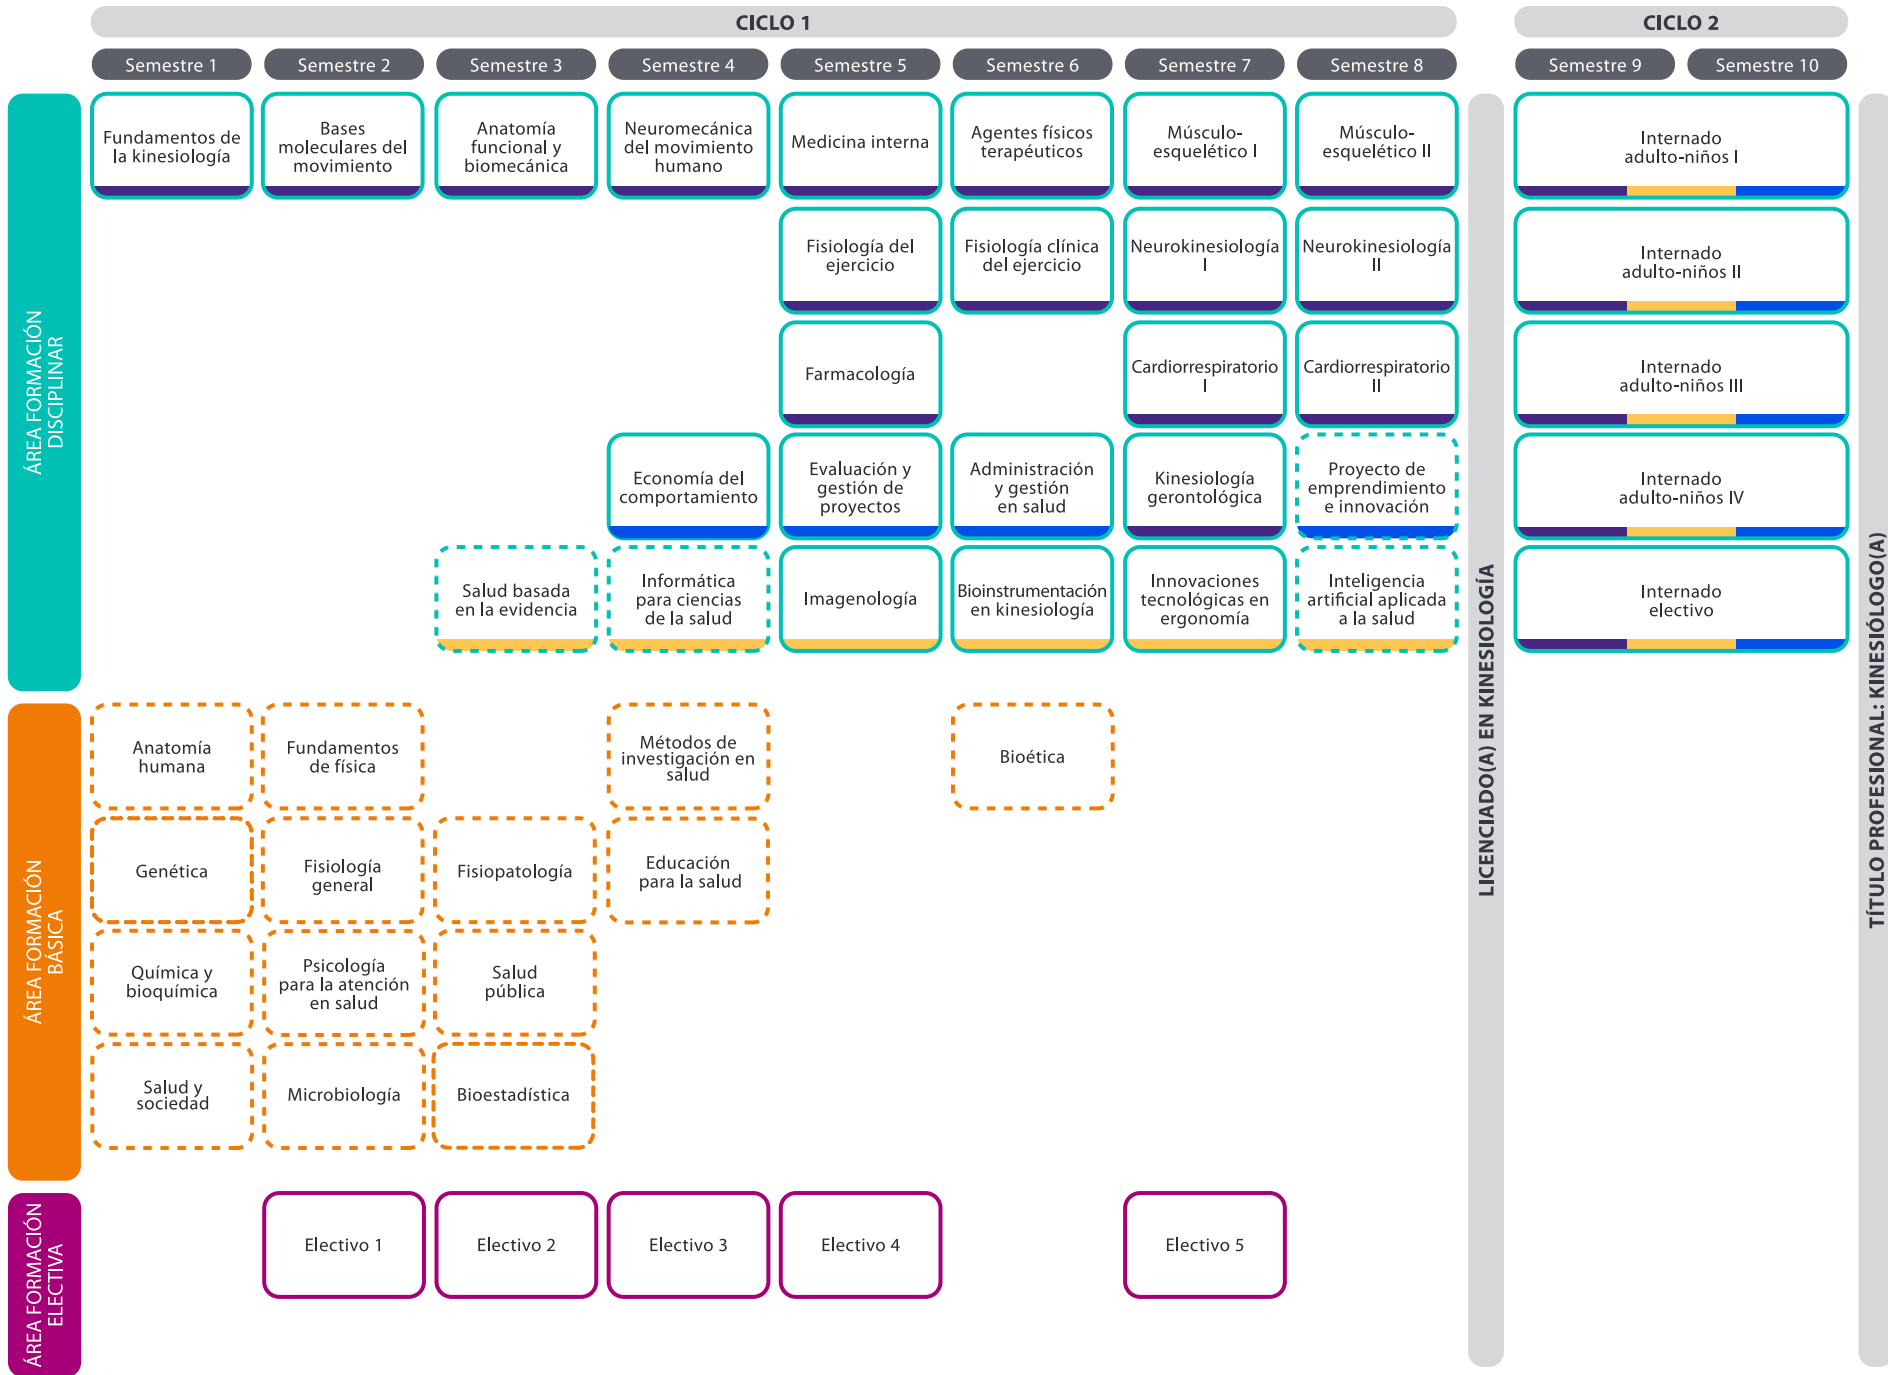 CICLO 1
CICLO 2
Semestre 1
Semestre 2
Semestre 3
Semestre 4
Semestre 5
Semestre 6
Semestre 7
Semestre 8
Semestre 9
Semestre 10
ÁREA FORMACIÓN
DISCIPLINAR
Fundamentos de
la kinesiología
Bases
moleculares del
movimiento
Anatomía
funcional y
biomecánica
Neuromecánica
del movimiento
humano
Medicina interna
Agentes físicos
terapéuticos
Músculo-
esquelético I
Músculo-
esquelético II
Internado
adulto-niños I
Fisiología del
ejercicio
Fisiología clínica
del ejercicio
Neurokinesiología
I
Neurokinesiología
II
Internado
adulto-niños II
Farmacología
Cardiorrespiratorio
I
Cardiorrespiratorio
II
Internado
adulto-niños III
Economía del
comportamiento
Evaluación y
gestión de
proyectos
Administración
y gestión
en salud
Kinesiología
gerontológica
Proyecto de
emprendimiento
e innovación
Internado
adulto-niños IV
Salud basada
en la evidencia
Informática
para ciencias
de la salud
Imagenología
Bioinstrumentación
en kinesiología
Innovaciones
tecnológicas en
ergonomía
Inteligencia
artificial aplicada
a la salud
Internado
electivo
LICENCIADO(A) EN KINESIOLOGÍA
TÍTULO PROFESIONAL: KINESIÓLOGO(A)
ÁREA FORMACIÓN
BÁSICA
Anatomía
humana
Fundamentos
de física
Métodos de
investigación en
salud
Bioética
Genética
Fisiología
general
Fisiopatología
Educación
para la salud
Química y
bioquímica
Psicología
para la atención
en salud
Salud
pública
Salud y
sociedad
Microbiología
Bioestadística
ÁREA FORMACIÓN
ELECTIVA
Electivo 1
Electivo 2
Electivo 3
Electivo 4
Electivo 5